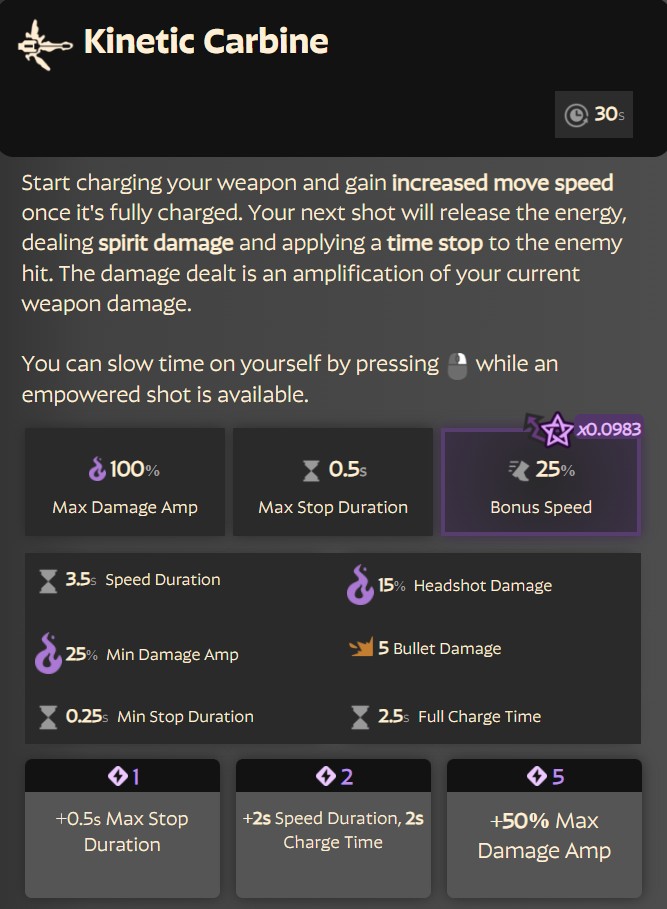 Kinetic Carbine
30s
Start charging your weapon and gain increased move speed
once it's fully charged. Your next shot will release the energy,
dealing spirit damage and applying a time stop to the enemy
hit. The damage dealt is an amplification of your current
weapon damage.
You can slow time on yourself by pressing while an
empowered shot is available.
x0.0983
100%
Max Damage Amp
0.5s
Max Stop Duration
25%
Bonus Speed
3.5s Speed Duration
15% Headshot Damage
25% Min Damage Amp
5 Bullet Damage
0.25s Min Stop Duration
2.5s Full Charge Time
1
+0.5s Max Stop
Duration
2
+2s Speed Duration, 2s
Charge Time
5
+50% Max
Damage Amp